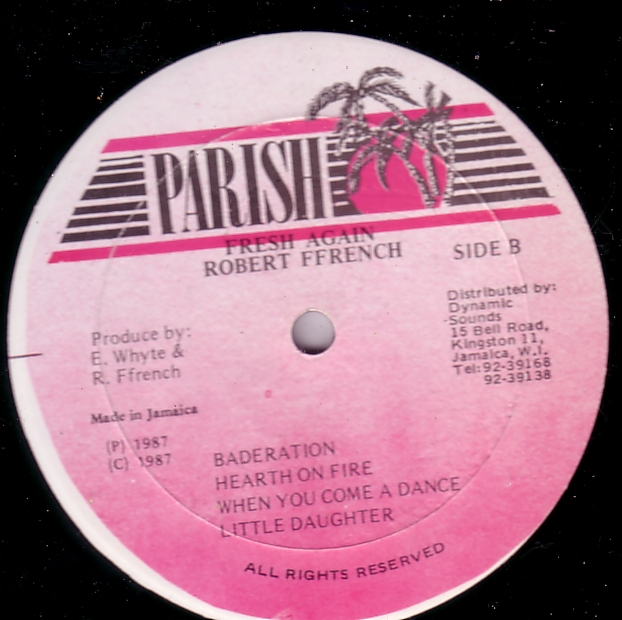 PARISH
FRESH AGAIN
ROBERT FFRENCH
SIDE B
Produce by:
E. Whyte &
R. Ffrench
Made in Jamaica
(P) 1987
(C) 1987
Distributed by:
Dynamic
Sounds
15 Bell Road,
Kingston 11,
Jamaica, W.I.
Tel:92-39168
92-39138
BADERATION
HEARTH ON FIRE
WHEN YOU COME A DANCE
LITTLE DAUGHTER
ALL RIGHTS RESERVED